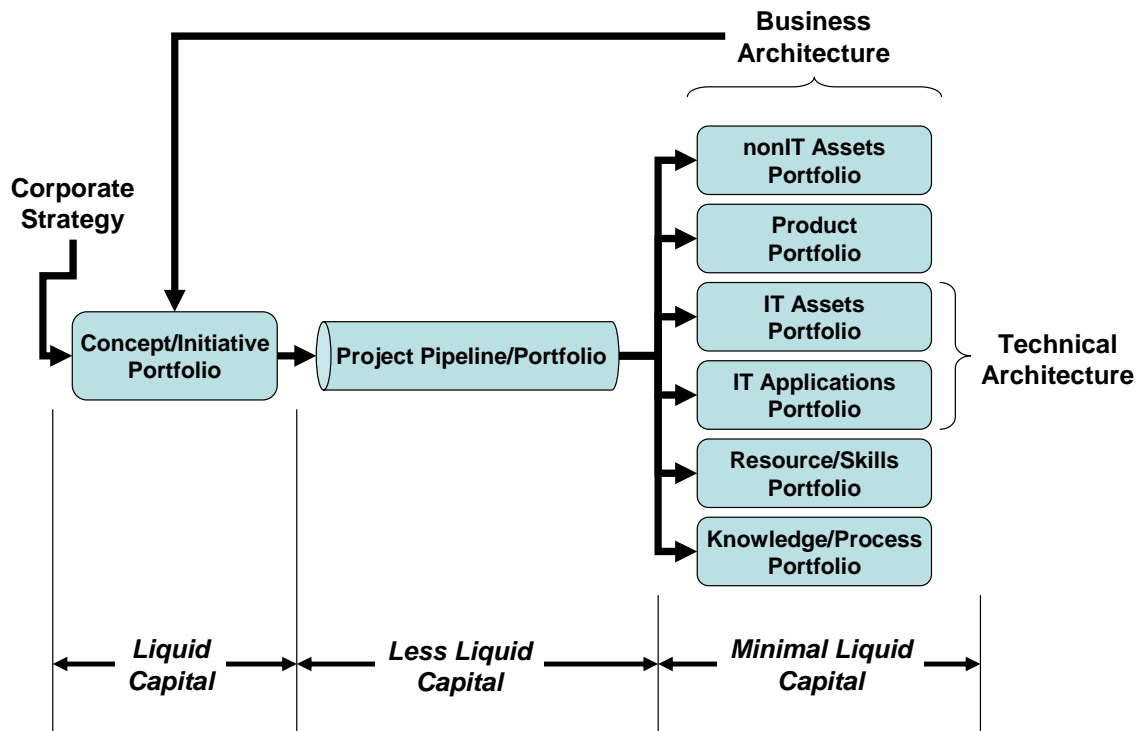 Business
Architecture
Corporate
Strategy
Concept/Initiative
Portfolio
Project Pipeline/Portfolio
nonIT Assets
Portfolio
Product
Portfolio
IT Assets
Portfolio
IT Applications
Portfolio
Resource/Skills
Portfolio
Knowledge/Process
Portfolio
Technical
Architecture
Liquid
Capital
Less Liquid
Capital
Minimal Liquid
Capital